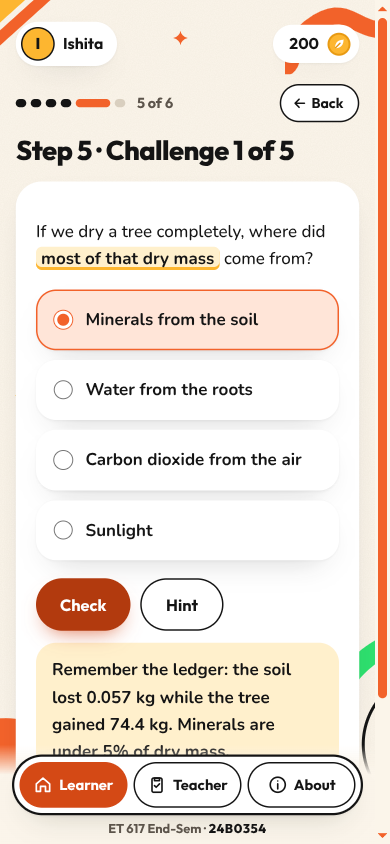 I Ishita
200
5 of 6
← Back
Step 5 · Challenge 1 of 5
If we dry a tree completely, where did
most of that dry mass come from?
Minerals from the soil
Water from the roots
Carbon dioxide from the air
Sunlight
Check
Hint
Remember the ledger: the soil
lost 0.057 kg while the tree
gained 74.4 kg. Minerals are
under 5% of dry mass.
Learner
Teacher
About
ET 617 End-Sem · 24B0354